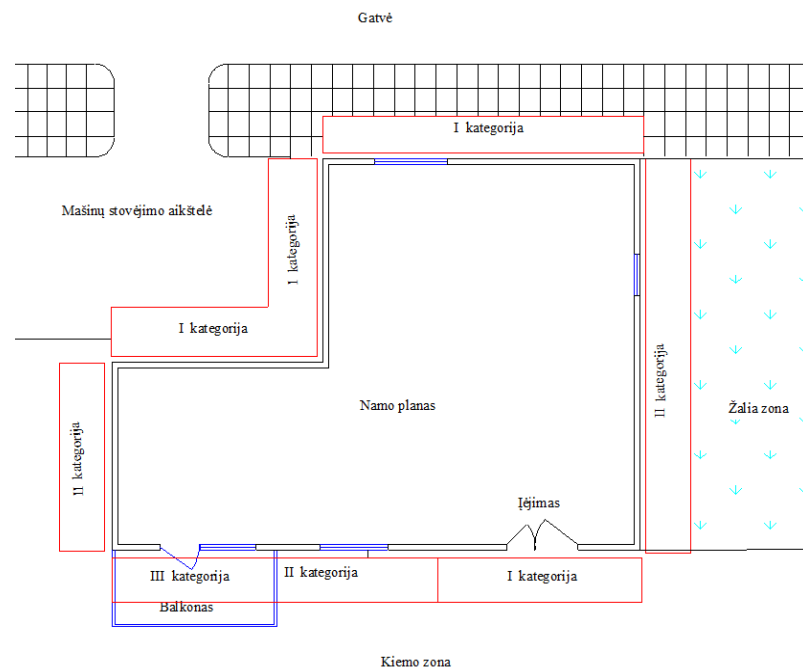 Gatvė
I kategorija
Mašinų stovėjimo aikštelė
I kategorija
I kategorija
II kategorija
Namo planas
II kategorija
Žalia zona
Įėjimas
III kategorija
II kategorija
I kategorija
Balkonas
Kiemo zona